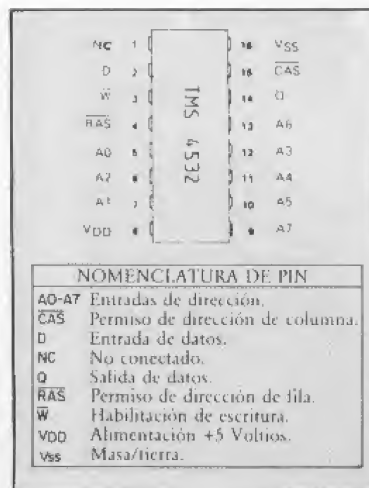 NC 1 16 VSS
D 2 15 CAS
W 3 14 Q
RAS 4 13 A6
A0 5 12 A3
A2 6 11 A4
A1 7 10 A5
VDD 8 9 A7
TMS 4532
NOMENCLATURA DE PIN
A0-A7 Entradas de dirección.
CAS Permiso de dirección de columna.
D Entrada de datos.
NC No conectado.
Q Salida de datos.
RAS Permiso de dirección de fila.
W Habilitación de escritura.
VDD Alimentación +5 Voltios.
Vss Masa/tierra.